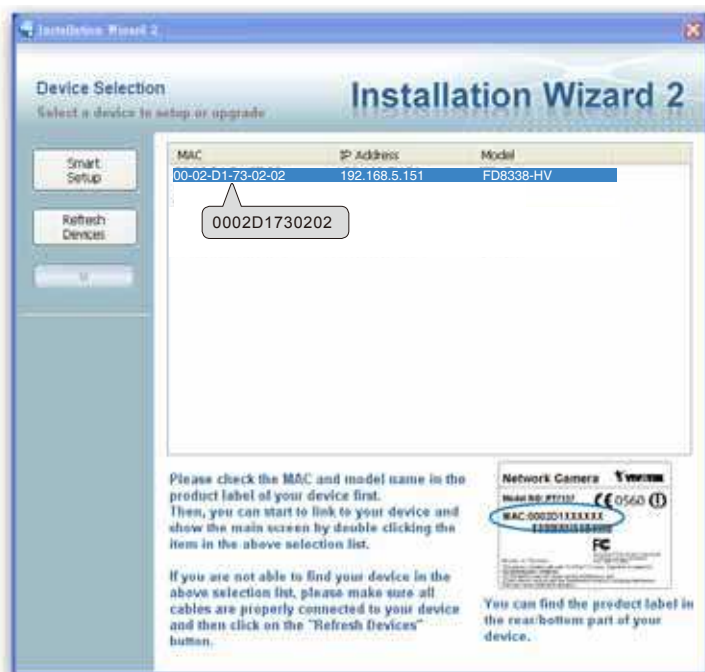 Installation Wizard 2
Device Selection
Select a device to setup or upgrade
Installation Wizard 2
Smart
Setup
Refresh
Devices
MAC IP Address Model
00-02-D1-73-02-02 192.168.5.151 FD8338-HV
0002D1730202
Please check the MAC and model name in the
product label of your device first.
Then, you can start to link to your device and
show the main screen by double clicking the
item in the above selection list.
If you are not able to find your device in the
above selection list, please make sure all
cables are properly connected to your device
and then click on the "Refresh Devices"
button.
Network Camera VIVOTEK
Model NO: PT7137 CE 0560
MAC:0002D1XXXXXX
FC
You can find the product label in
the rear/bottom part of your
device.